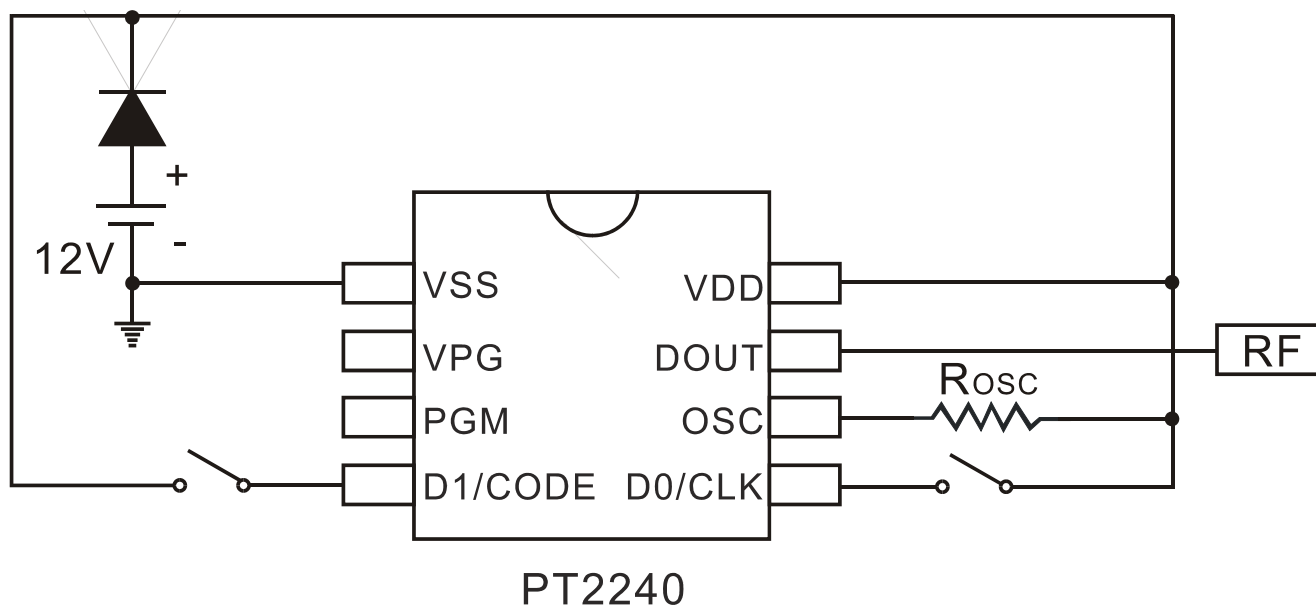 +
12V
-
VSS
VDD
VPG
DOUT
RF
PGM
OSC
ROSC
D1/CODE
D0/CLK
PT2240